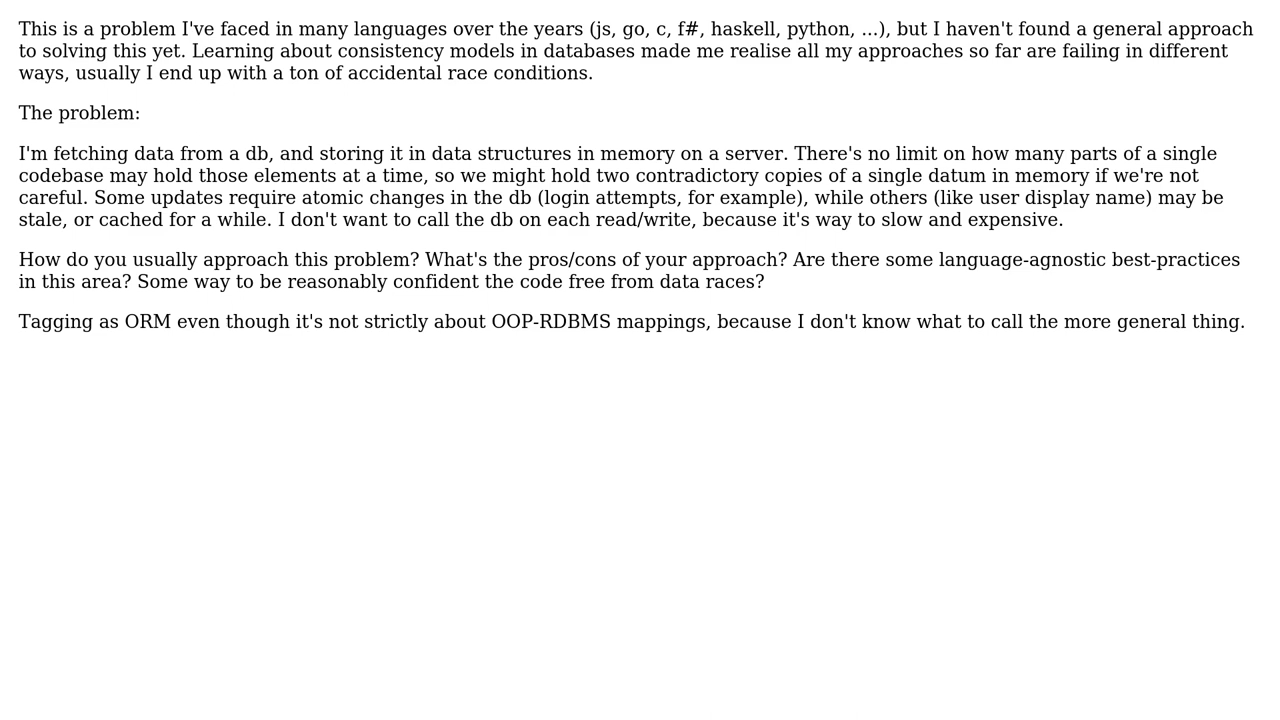 This is a problem I've faced in many languages over the years (js, go, c, f#, haskell, python, ...), but I haven't found a general approach
to solving this yet. Learning about consistency models in databases made me realise all my approaches so far are failing in different
ways, usually I end up with a ton of accidental race conditions.
The problem:
I'm fetching data from a db, and storing it in data structures in memory on a server. There's no limit on how many parts of a single
codebase may hold those elements at a time, so we might hold two contradictory copies of a single datum in memory if we're not
careful. Some updates require atomic changes in the db (login attempts, for example), while others (like user display name) may be
stale, or cached for a while. I don't want to call the db on each read/write, because it's way to slow and expensive.
How do you usually approach this problem? What's the pros/cons of your approach? Are there some language-agnostic best-practices
in this area? Some way to be reasonably confident the code free from data races?
Tagging as ORM even though it's not strictly about OOP-RDBMS mappings, because I don't know what to call the more general thing.